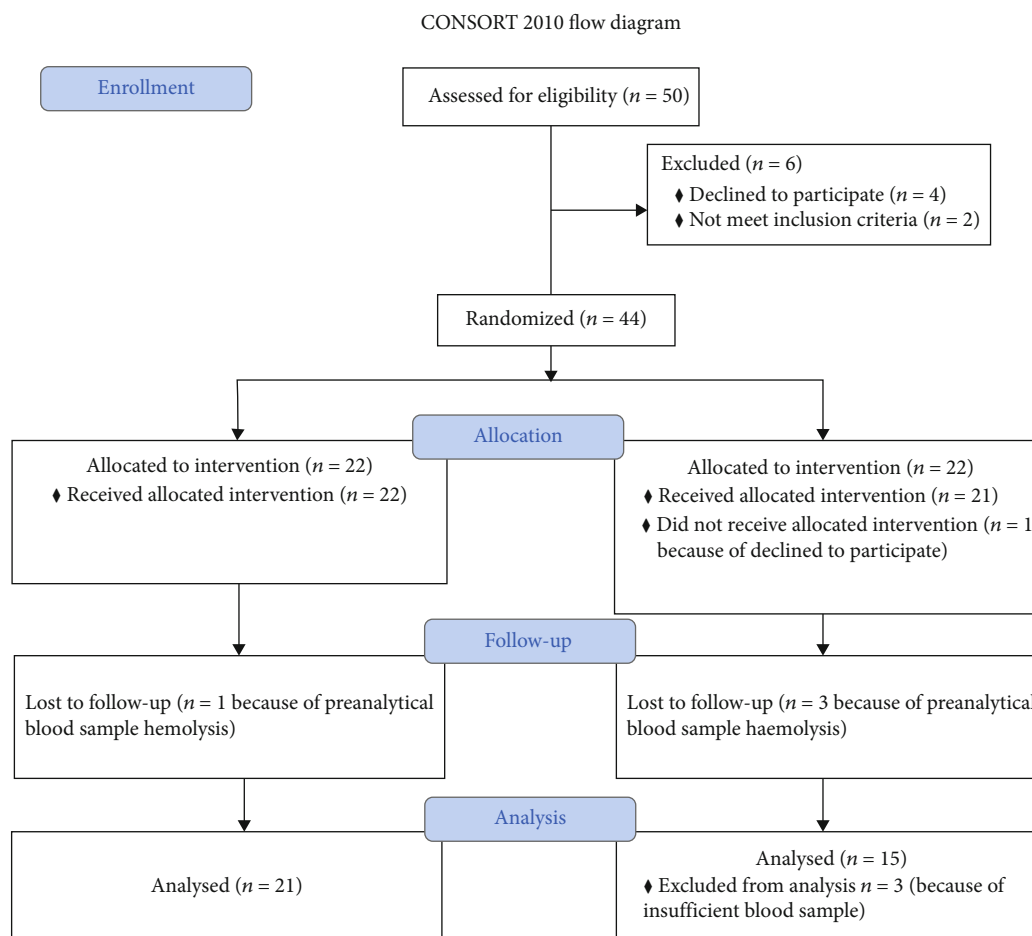 CONSORT 2010 flow diagram
Enrollment
Assessed for eligibility (n = 50)
Excluded (n = 6)
♦ Declined to participate (n = 4)
♦ Not meet inclusion criteria (n = 2)
Randomized (n = 44)
Allocation
Allocated to intervention (n = 22)
♦ Received allocated intervention (n = 22)
Allocated to intervention (n = 22)
♦ Received allocated intervention (n = 21)
♦ Did not receive allocated intervention (n = 1
because of declined to participate)
Follow-up
Lost to follow-up (n = 1 because of preanalytical
blood sample hemolysis)
Lost to follow-up (n = 3 because of preanalytical
blood sample haemolysis)
Analysis
Analysed (n = 21)
Analysed (n = 15)
♦ Excluded from analysis n = 3 (because of
insufficient blood sample)